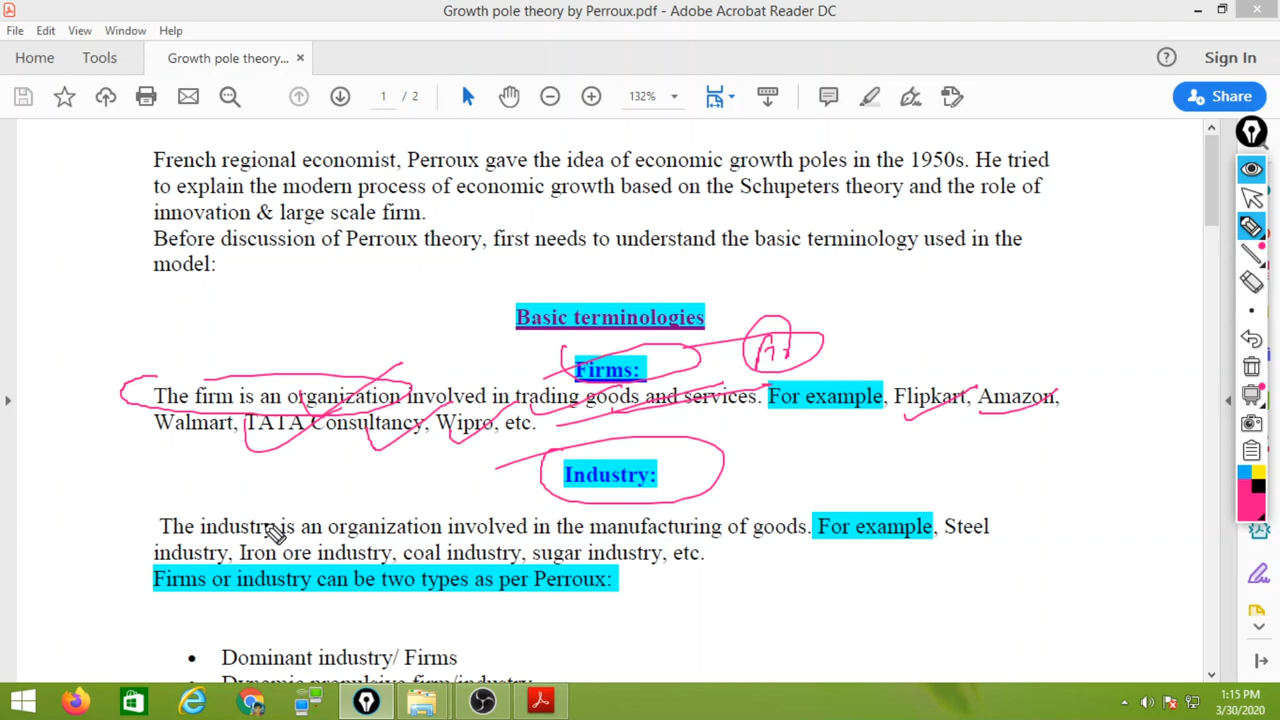 Growth pole theory by Perroux.pdf - Adobe Acrobat Reader DC
File Edit View Window Help
Home Tools Growth pole theory... × Sign In
1 / 2 132% Share
French regional economist, Perroux gave the idea of economic growth poles in the 1950s. He tried
to explain the modern process of economic growth based on the Schupeters theory and the role of
innovation & large scale firm.
Before discussion of Perroux theory, first needs to understand the basic terminology used in the
model:
Basic terminologies
Firms:
The firm is an organization involved in trading goods and services. For example, Flipkart, Amazon,
Walmart, TATA Consultancy, Wipro, etc.
Industry:
The industry is an organization involved in the manufacturing of goods. For example, Steel
industry, Iron ore industry, coal industry, sugar industry, etc.
Firms or industry can be two types as per Perroux:
• Dominant industry/ Firms
Dynamic propulsive firm/industry
1:15 PM
3/30/2020